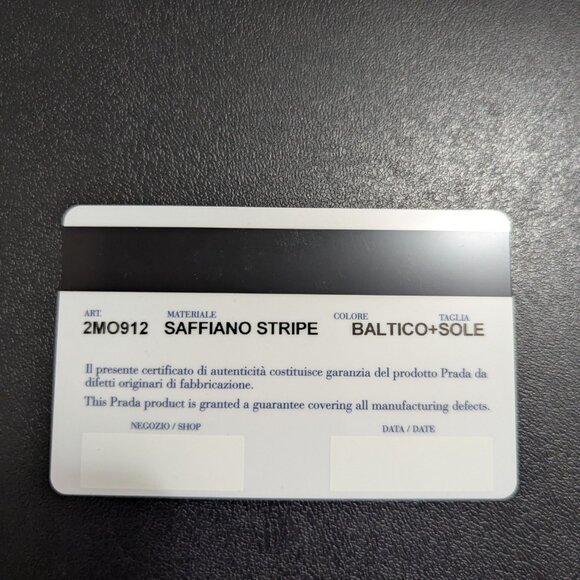 ART. MATERIALE COLORE TAGLIA
2MO912 SAFFIANO STRIPE BALTICO+SOLE
Il presente certificato di autenticità costituisce garanzia del prodotto Prada da
difetti originari di fabbricazione.
This Prada product is granted a guarantee covering all manufacturing defects.
NEGOZIO / SHOP DATA / DATE